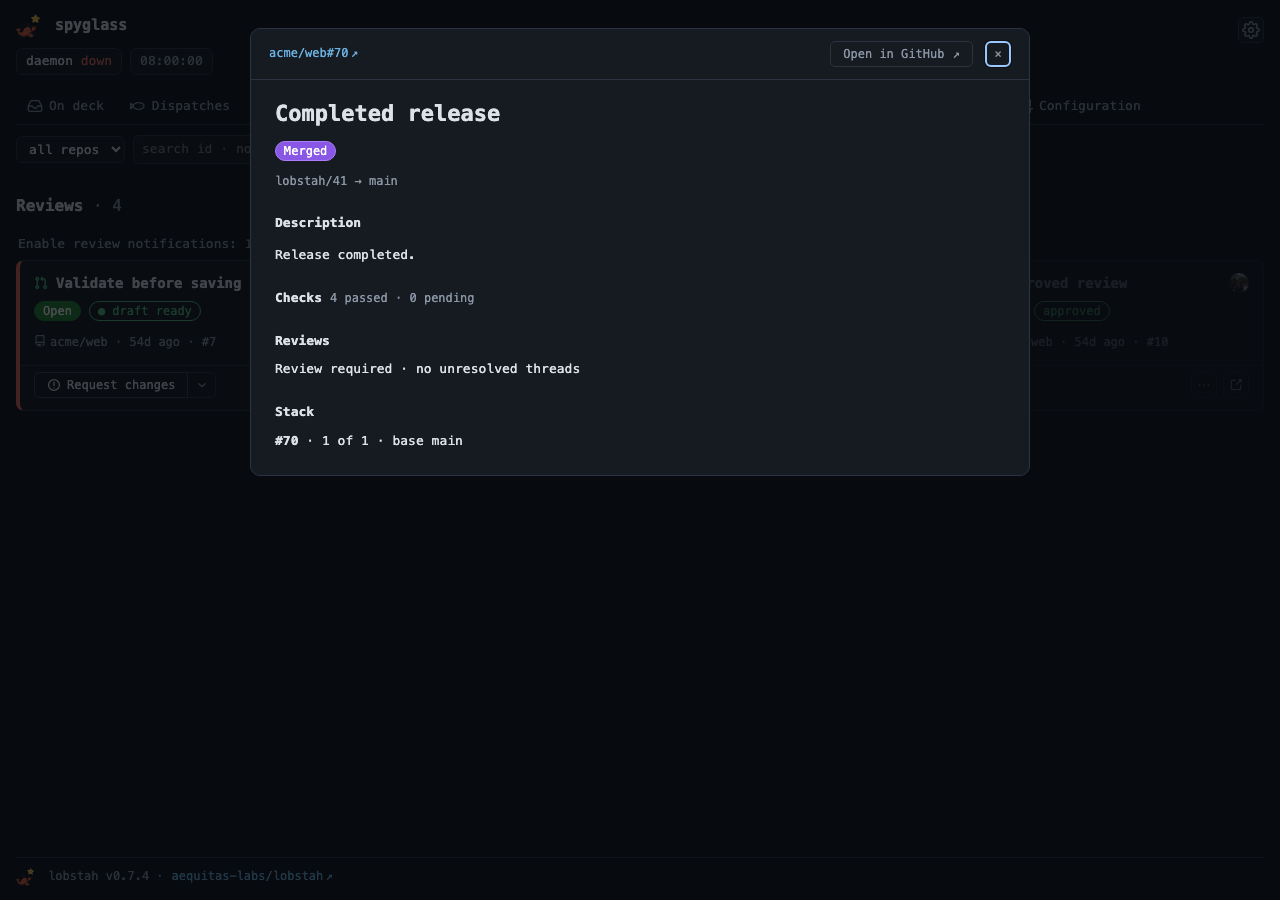 spyglass
daemon down 08:00:00
On deck Dispatches Configuration
all repos search id · no
Reviews · 4
Enable review notifications:
Validate before saving
Open draft ready
acme/web · 54d ago · #7
Request changes
acme/web#70 ↗
Open in GitHub ↗ ×
Completed release
Merged
lobstah/41 → main
Description
Release completed.
Checks 4 passed · 0 pending
Reviews
Review required · no unresolved threads
Stack
#70 · 1 of 1 · base main
roved review
approved
web · 54d ago · #10
lobstah v0.7.4 · aequitas-labs/lobstah ↗